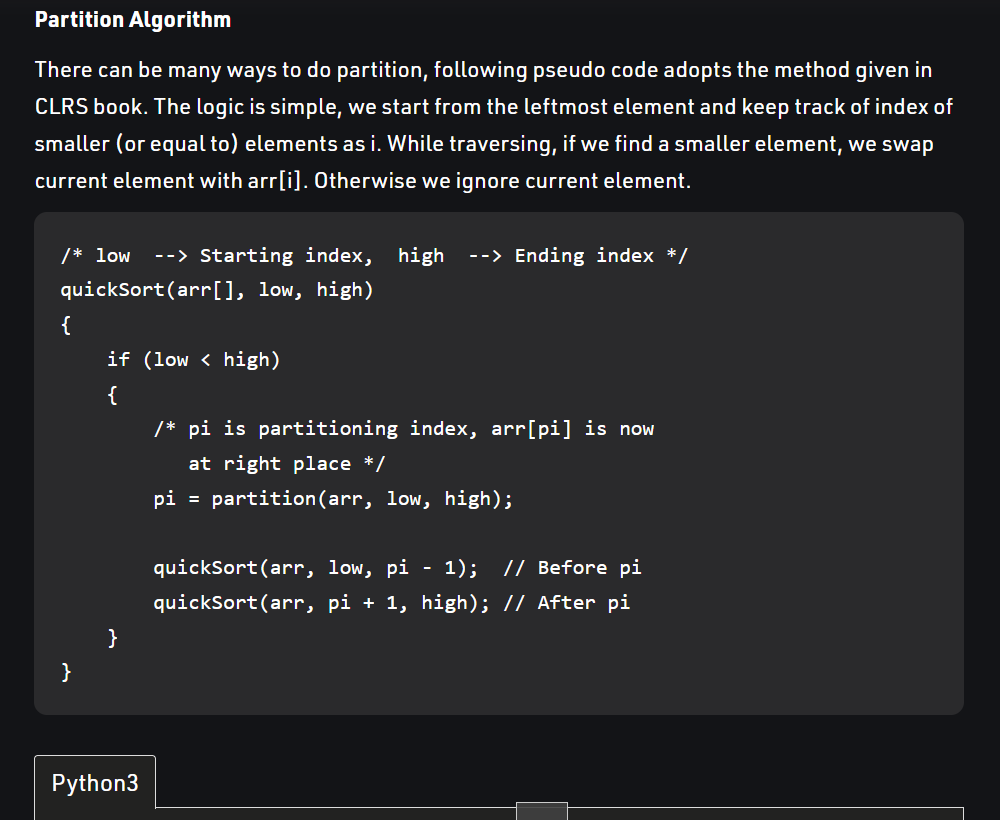 Partition Algorithm
There can be many ways to do partition, following pseudo code adopts the method given in
CLRS book. The logic is simple, we start from the leftmost element and keep track of index of
smaller (or equal to) elements as i. While traversing, if we find a smaller element, we swap
current element with arr[i]. Otherwise we ignore current element.
/* low  --> Starting index,  high  --> Ending index */
quickSort(arr[], low, high)
{
    if (low < high)
    {
        /* pi is partitioning index, arr[pi] is now
           at right place */
        pi = partition(arr, low, high);
        quickSort(arr, low, pi - 1);  // Before pi
        quickSort(arr, pi + 1, high); // After pi
    }
}
Python3